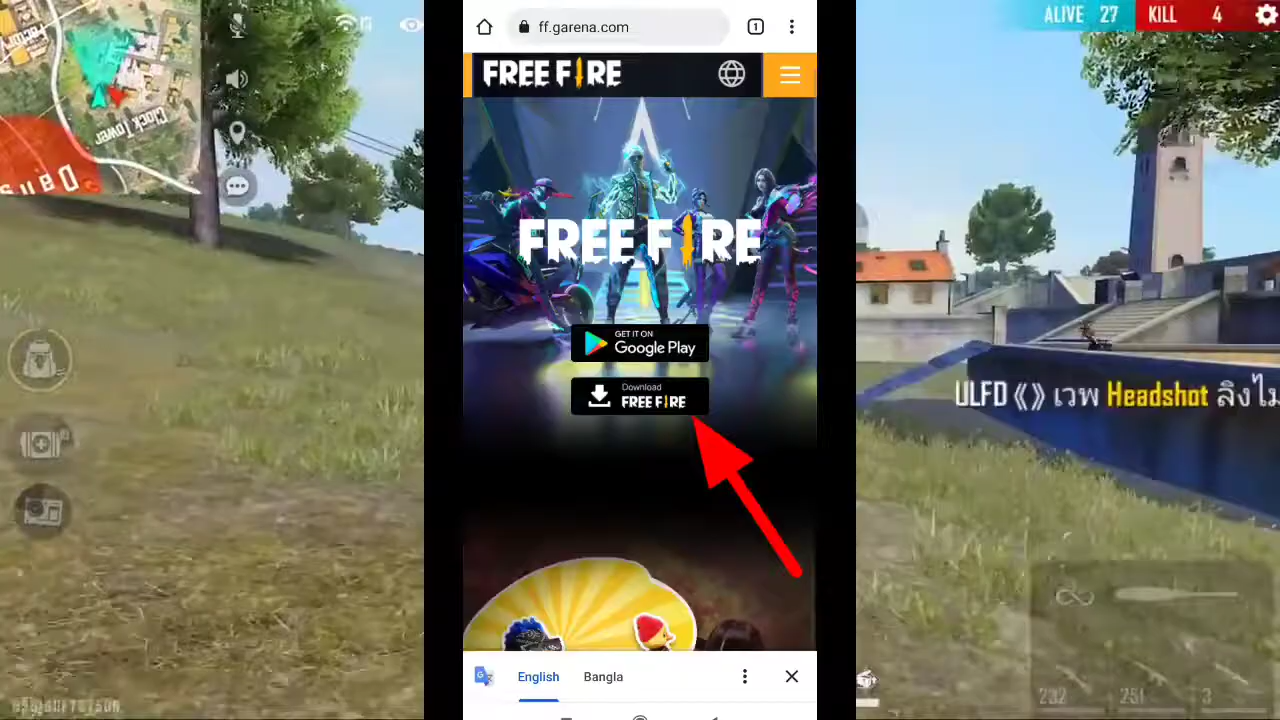 ALIVE 27 KILL 4
Clock Tower
ff.garena.com
1
FREE FIRE
FREE FIRE
GET IT ON
Google Play
Download
FREE FIRE
ULFD《》เวพ Headshot ลิงไม
English Bangla
232 251 3